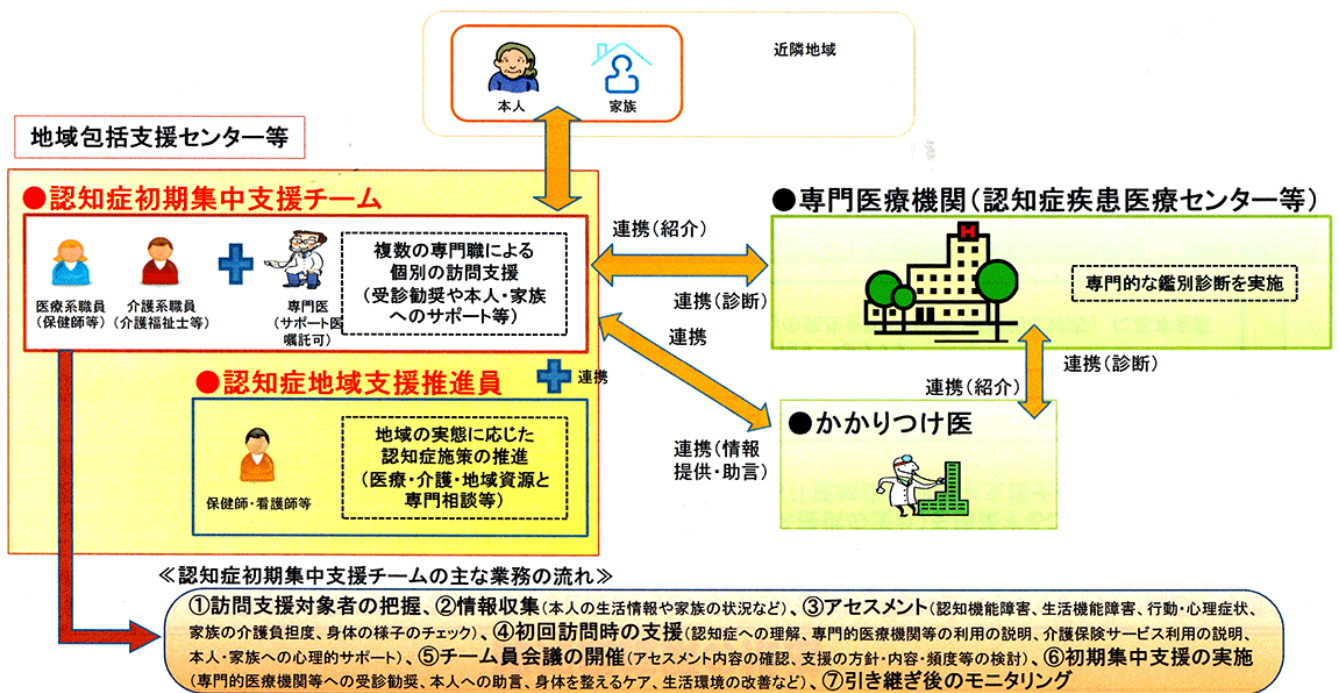 近隣地域
本人
家族
地域包括支援センター等
●認知症初期集中支援チーム
医療系職員
(保健師等)
介護系職員
(介護福祉士等)
専門医
(サポート医
嘱託可)
複数の専門職による
個別の訪問支援
(受診勧奨や本人・家族
へのサポート等)
●認知症地域支援推進員
連携
保健師・看護師等
地域の実態に応じた
認知症施策の推進
(医療・介護・地域資源と
専門相談等)
連携(紹介)
連携(診断)
連携
連携(情報
提供・助言)
●専門医療機関(認知症疾患医療センター等)
H
専門的な鑑別診断を実施
連携(紹介)
連携(診断)
●かかりつけ医
≪認知症初期集中支援チームの主な業務の流れ≫
①訪問支援対象者の把握、②情報収集(本人の生活情報や家族の状況など)、③アセスメント(認知機能障害、生活機能障害、行動・心理症状、
家族の介護負担度、身体の様子のチェック)、④初回訪問時の支援(認知症への理解、専門的医療機関等の利用の説明、介護保険サービス利用の説明、
本人・家族への心理的サポート)、⑤チーム員会議の開催(アセスメント内容の確認、支援の方針・内容・頻度等の検討)、⑥初期集中支援の実施
(専門的医療機関等への受診勧奨、本人への助言、身体を整えるケア、生活環境の改善など)、⑦引き継ぎ後のモニタリング